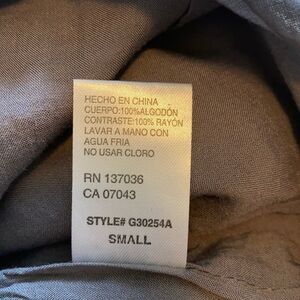 HECHO EN CHINA
CUERPO:100%ALGODÓN
CONTRASTE:100% RAYÓN
LAVAR A MANO CON
AGUA FRIA
NO USAR CLORO
RN 137036
CA 07043
STYLE# G30254A
SMALL